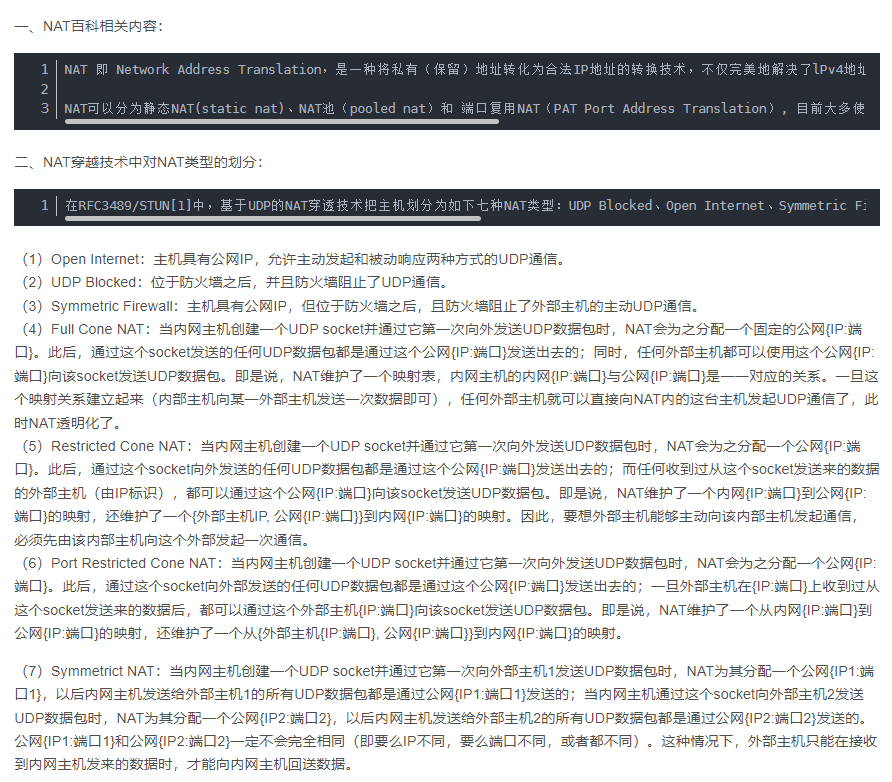 一、NAT百科相关内容：
1 NAT 即 Network Address Translation，是一种将私有（保留）地址转化为合法IP地址的转换技术，不仅完美地解决了lPv4地址
2
3 NAT可以分为静态NAT(static nat)、NAT池（pooled nat）和 端口复用NAT（PAT Port Address Translation）, 目前大多使
二、NAT穿越技术中对NAT类型的划分：
1 在RFC3489/STUN[1]中，基于UDP的NAT穿透技术把主机划分为如下七种NAT类型：UDP Blocked、Open Internet、Symmetric Fi
（1）Open Internet：主机具有公网IP，允许主动发起和被动响应两种方式的UDP通信。
（2）UDP Blocked：位于防火墙之后，并且防火墙阻止了UDP通信。
（3）Symmetric Firewall：主机具有公网IP，但位于防火墙之后，且防火墙阻止了外部主机的主动UDP通信。
（4）Full Cone NAT：当内网主机创建一个UDP socket并通过它第一次向外发送UDP数据包时，NAT会为之分配一个固定的公网{IP:端
口}。此后，通过这个socket发送的任何UDP数据包都是通过这个公网{IP:端口}发送出去的；同时，任何外部主机都可以使用这个公网{IP:
端口}向该socket发送UDP数据包。即是说，NAT维护了一个映射表，内网主机的内网{IP:端口}与公网{IP:端口}是一一对应的关系。一旦这
个映射关系建立起来（内部主机向某一外部主机发送一次数据即可），任何外部主机就可以直接向NAT内的这台主机发起UDP通信了，此
时NAT透明化了。
（5）Restricted Cone NAT：当内网主机创建一个UDP socket并通过它第一次向外发送UDP数据包时，NAT会为之分配一个公网{IP:端
口}。此后，通过这个socket向外发送的任何UDP数据包都是通过这个公网{IP:端口}发送出去的；而任何收到过从这个socket发送来的数据
的外部主机（由IP标识），都可以通过这个公网{IP:端口}向该socket发送UDP数据包。即是说，NAT维护了一个内网{IP:端口}到公网{IP:
端口}的映射，还维护了一个{外部主机IP, 公网{IP:端口}}到内网{IP:端口}的映射。因此，要想外部主机能够主动向该内部主机发起通信，
必须先由该内部主机向这个外部发起一次通信。
（6）Port Restricted Cone NAT：当内网主机创建一个UDP socket并通过它第一次向外发送UDP数据包时，NAT会为之分配一个公网{IP:
端口}。此后，通过这个socket向外部发送的任何UDP数据包都是通过这个公网{IP:端口}发送出去的；一旦外部主机在{IP:端口}上收到过从
这个socket发送来的数据后，都可以通过这个外部主机{IP:端口}向该socket发送UDP数据包。即是说，NAT维护了一个从内网{IP:端口}到
公网{IP:端口}的映射，还维护了一个从{外部主机{IP:端口}, 公网{IP:端口}}到内网{IP:端口}的映射。
（7）Symmetrict NAT：当内网主机创建一个UDP socket并通过它第一次向外部主机1发送UDP数据包时，NAT为其分配一个公网{IP1:端
口1}，以后内网主机发送给外部主机1的所有UDP数据包都是通过公网{IP1:端口1}发送的；当内网主机通过这个socket向外部主机2发送
UDP数据包时，NAT为其分配一个公网{IP2:端口2}，以后内网主机发送给外部主机2的所有UDP数据包都是通过公网{IP2:端口2}发送的。
公网{IP1:端口1}和公网{IP2:端口2}一定不会完全相同（即要么IP不同，要么端口不同，或者都不同）。这种情况下，外部主机只能在接收
到内网主机发来的数据时，才能向内网主机回送数据。